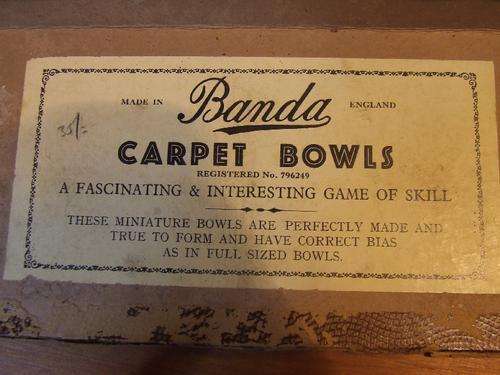 MADE IN Banda ENGLAND
35/-
CARPET BOWLS
REGISTERED No. 796249
A FASCINATING & INTERESTING GAME OF SKILL
THESE MINIATURE BOWLS ARE PERFECTLY MADE AND
TRUE TO FORM AND HAVE CORRECT BIAS
AS IN FULL SIZED BOWLS.